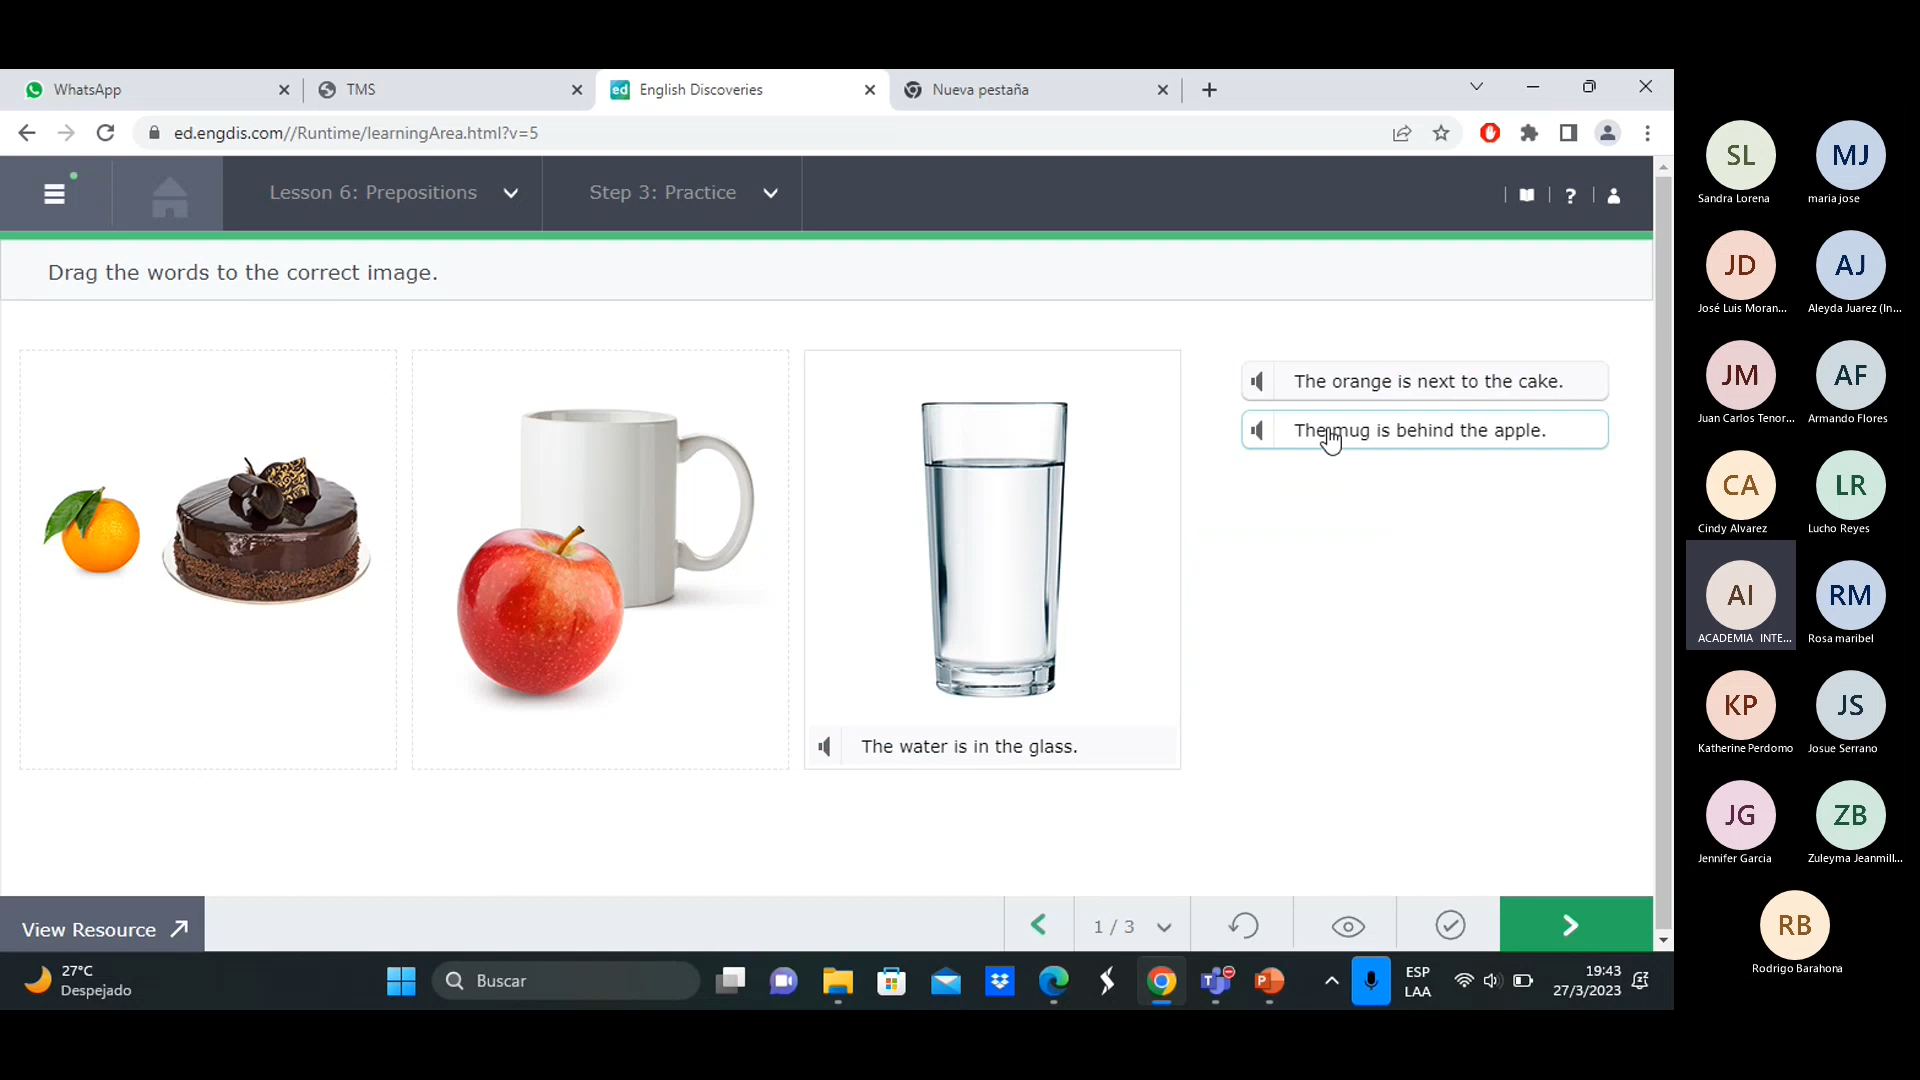 WhatsApp
TMS
ed English Discoveries
Nueva pestaña
ed.engdis.com//Runtime/learningArea.html?v=5
Lesson 6: Prepositions
Step 3: Practice
?
Drag the words to the correct image.
The orange is next to the cake.
The mug is behind the apple.
The water is in the glass.
View Resource
1 / 3
27°C
Despejado
Buscar
ESP
LAA
19:43
27/3/2023
SL
Sandra Lorena
MJ
maria jose
JD
José Luis Moran...
AJ
Aleyda Juarez (In...
JM
Juan Carlos Tenor...
AF
Armando Flores
CA
Cindy Alvarez
LR
Lucho Reyes
AI
ACADEMIA INTE...
RM
Rosa maribel
KP
Katherine Perdomo
JS
Josue Serrano
JG
Jennifer Garcia
ZB
Zuleyma Jeanmill...
RB
Rodrigo Barahona